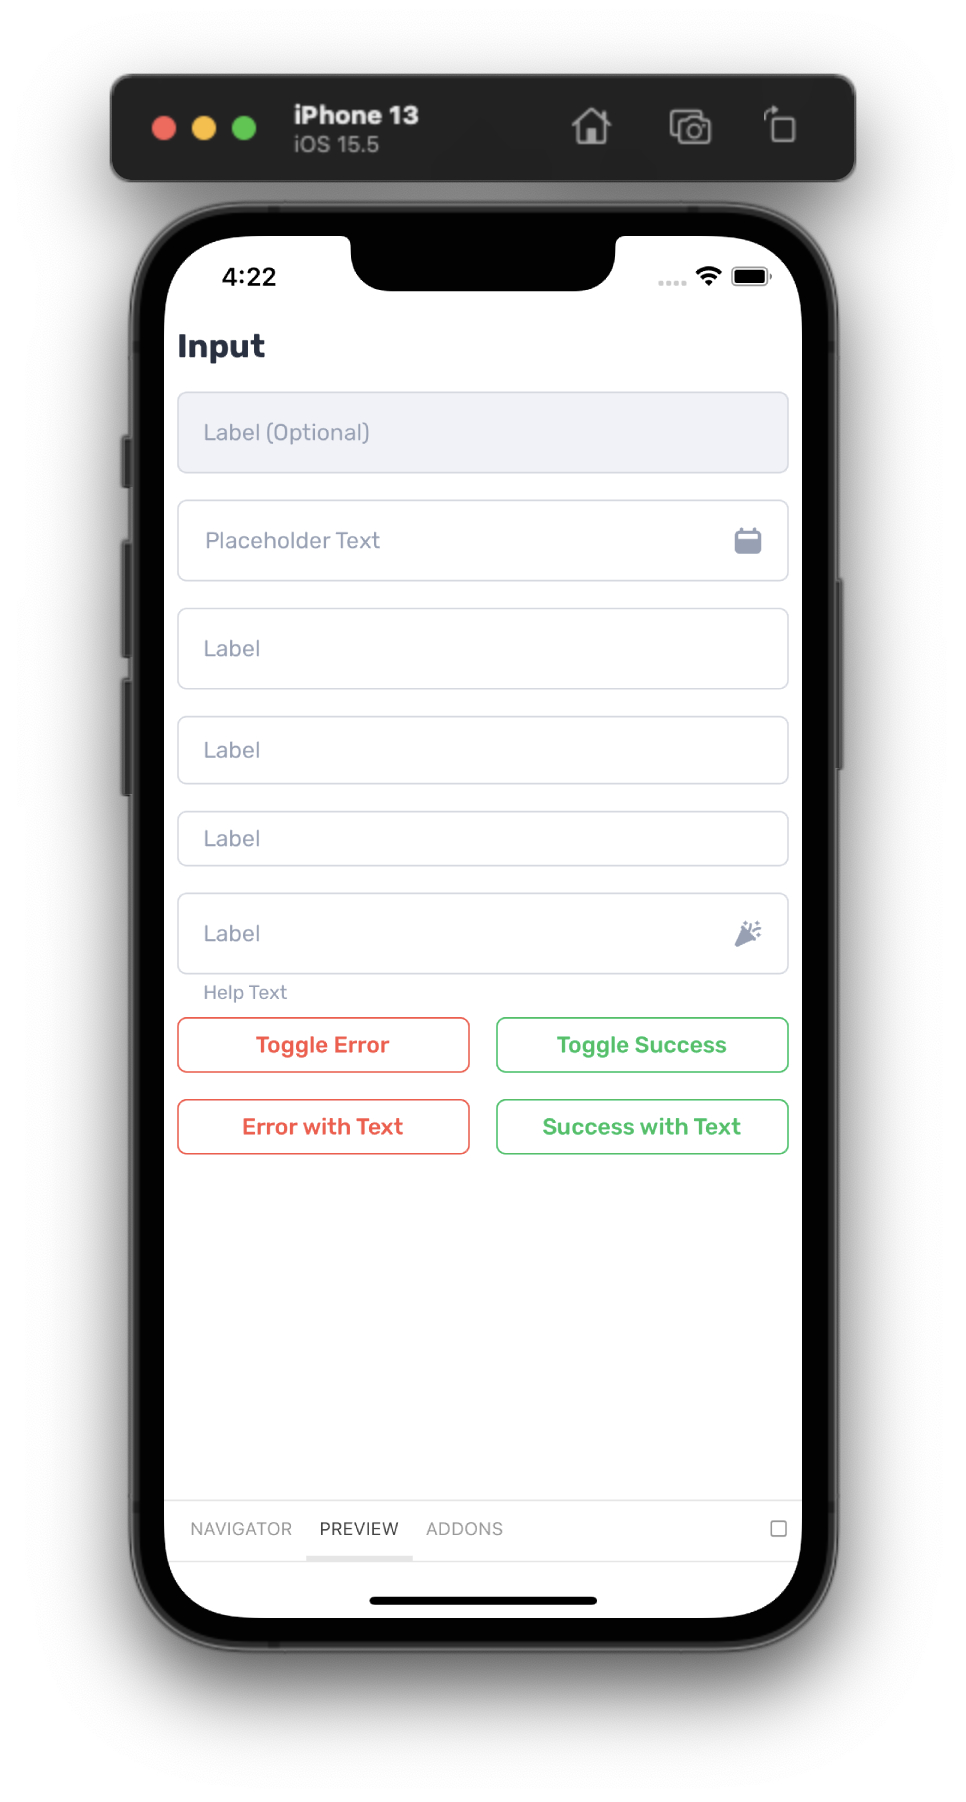 iPhone 13
iOS 15.5
4:22
Input
Label (Optional)
Placeholder Text
Label
Label
Label
Label
Help Text
Toggle Error
Toggle Success
Error with Text
Success with Text
NAVIGATOR
PREVIEW
ADDONS